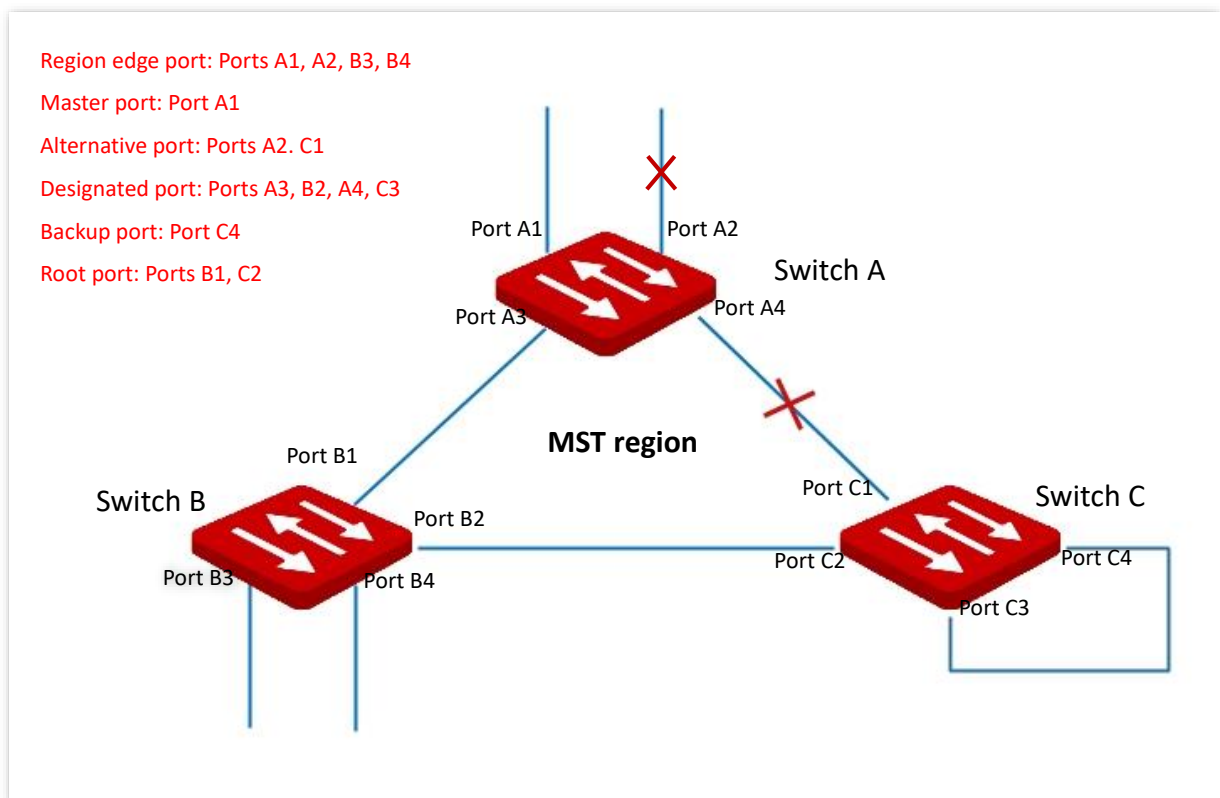 Region edge port: Ports A1, A2, B3, B4
Master port: Port A1
Alternative port: Ports A2. C1
Designated port: Ports A3, B2, A4, C3
Backup port: Port C4
Root port: Ports B1, C2
Port A1
Port A2
Switch A
Port A3
Port A4
MST region
Port B1
Switch B
Port B2
Port B3
Port B4
Port C1
Switch C
Port C2
Port C4
Port C3